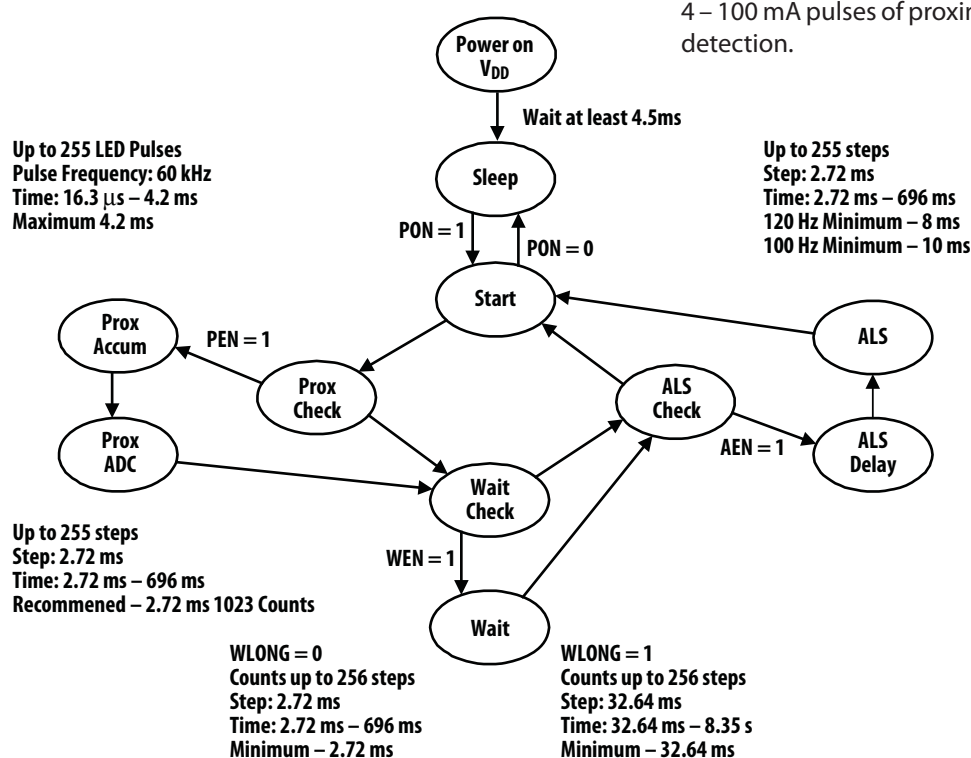 4 – 100 mA pulses of
detection.
Power on
VDD
Wait at least 4.5ms
Up to 255 LED Pulses
Pulse Frequency: 60 kHz
Time: 16.3 μs – 4.2 ms
Maximum 4.2 ms
Up to 255 steps
Step: 2.72 ms
Time: 2.72 ms – 696 ms
120 Hz Minimum – 8 ms
100 Hz Minimum – 10 ms
Sleep
PON = 1
PON = 0
Start
Prox
Accum
PEN = 1
Prox
Check
ALS
Check
ALS
Prox
ADC
AEN = 1
ALS
Delay
Wait
Check
Up to 255 steps
Step: 2.72 ms
Time: 2.72 ms – 696 ms
Recommened – 2.72 ms 1023 Counts
WEN = 1
Wait
WLONG = 0
Counts up to 256 steps
Step: 2.72 ms
Time: 2.72 ms – 696 ms
Minimum – 2.72 ms
WLONG = 1
Counts up to 256 steps
Step: 32.64 ms
Time: 32.64 ms – 8.35 s
Minimum – 32.64 ms